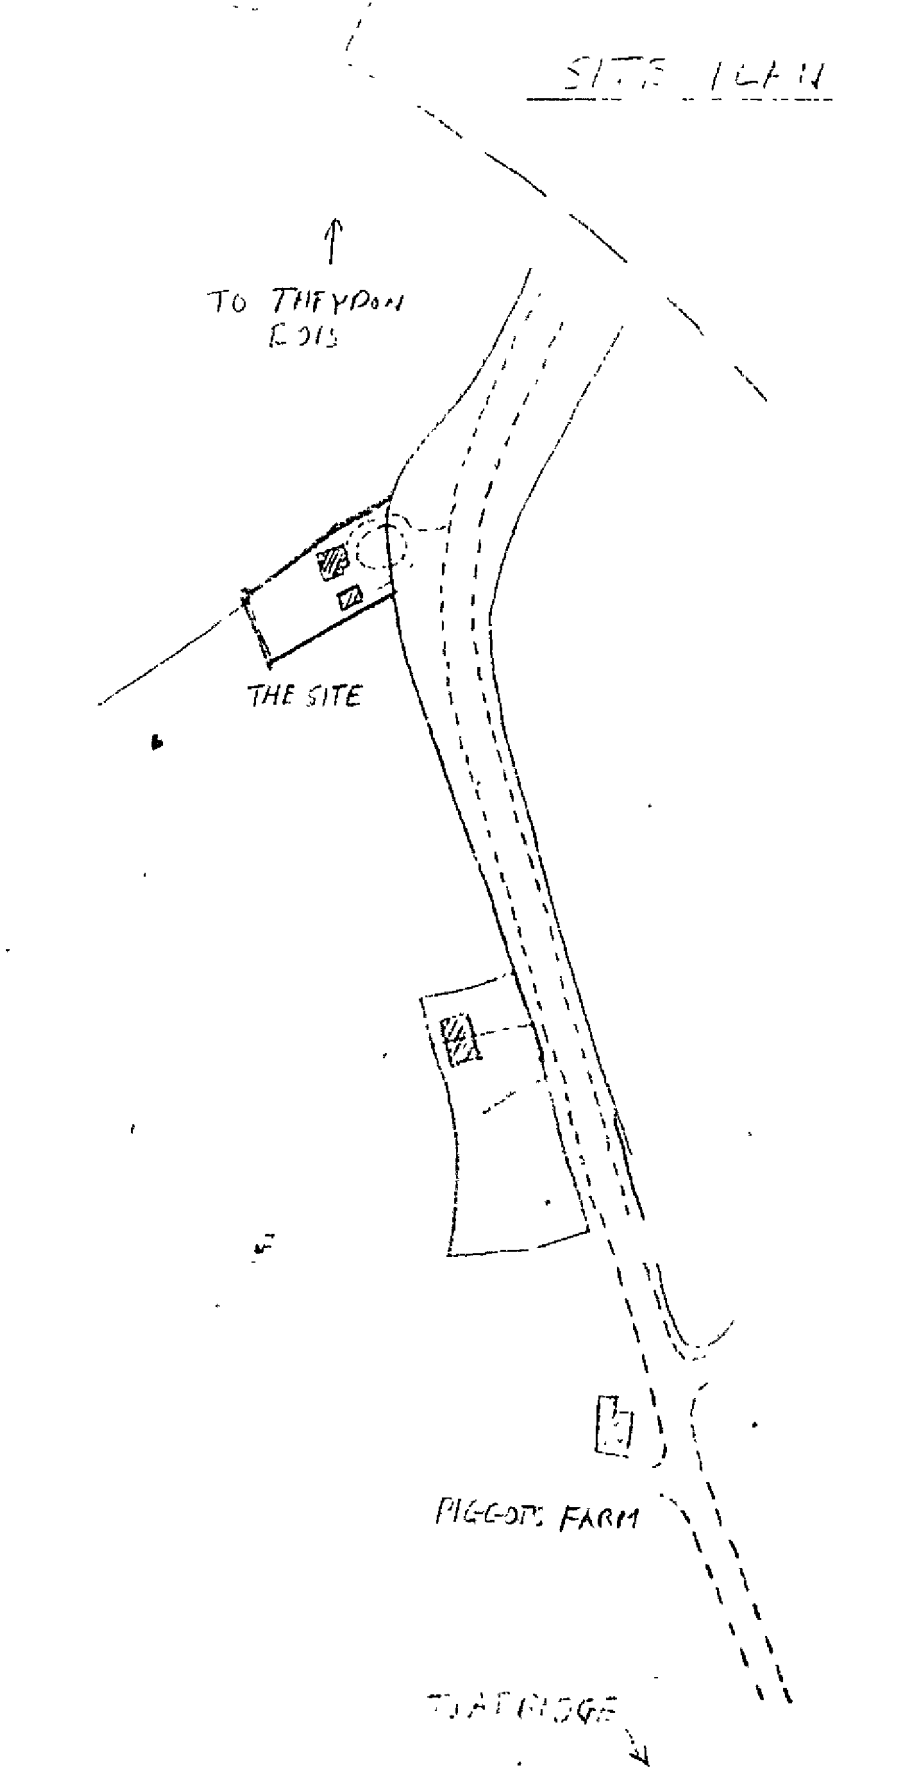 SITE PLAN
TO THEYDON
BOIS
THE SITE
PIGGOTS FARM
TO ABRIDGE